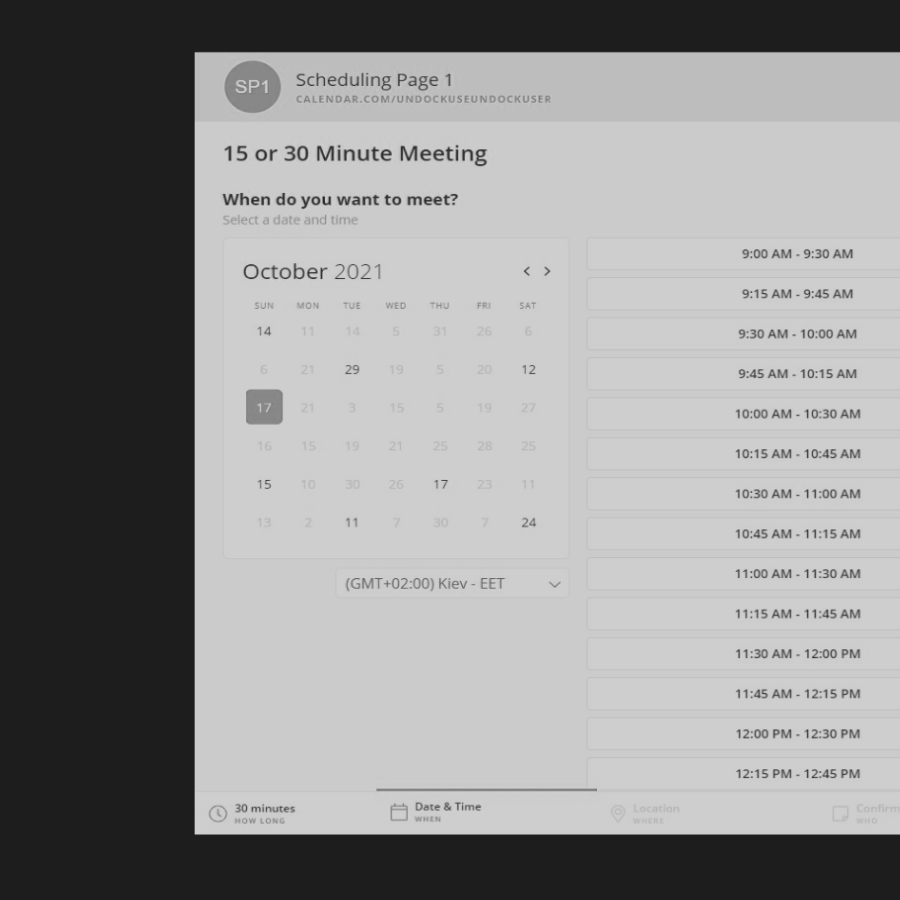 SP1
Scheduling Page 1
CALENDAR.COM/UNDOCKUSEUNDOCKUSER
15 or 30 Minute Meeting
When do you want to meet?
Select a date and time
October 2021
< >
SUN MON TUE WED THU FRI SAT
14 11 14 5 31 26 6
6 21 29 19 5 20 12
17 21 3 15 5 19 27
16 15 19 21 25 28 25
15 10 30 26 17 23 11
13 2 11 7 30 7 24
(GMT+02:00) Kiev - EET
9:00 AM - 9:30 AM
9:15 AM - 9:45 AM
9:30 AM - 10:00 AM
9:45 AM - 10:15 AM
10:00 AM - 10:30 AM
10:15 AM - 10:45 AM
10:30 AM - 11:00 AM
10:45 AM - 11:15 AM
11:00 AM - 11:30 AM
11:15 AM - 11:45 AM
11:30 AM - 12:00 PM
11:45 AM - 12:15 PM
12:00 PM - 12:30 PM
12:15 PM - 12:45 PM
30 minutes
HOW LONG
Date & Time
WHEN
Location
WHERE
Confirm
WHO